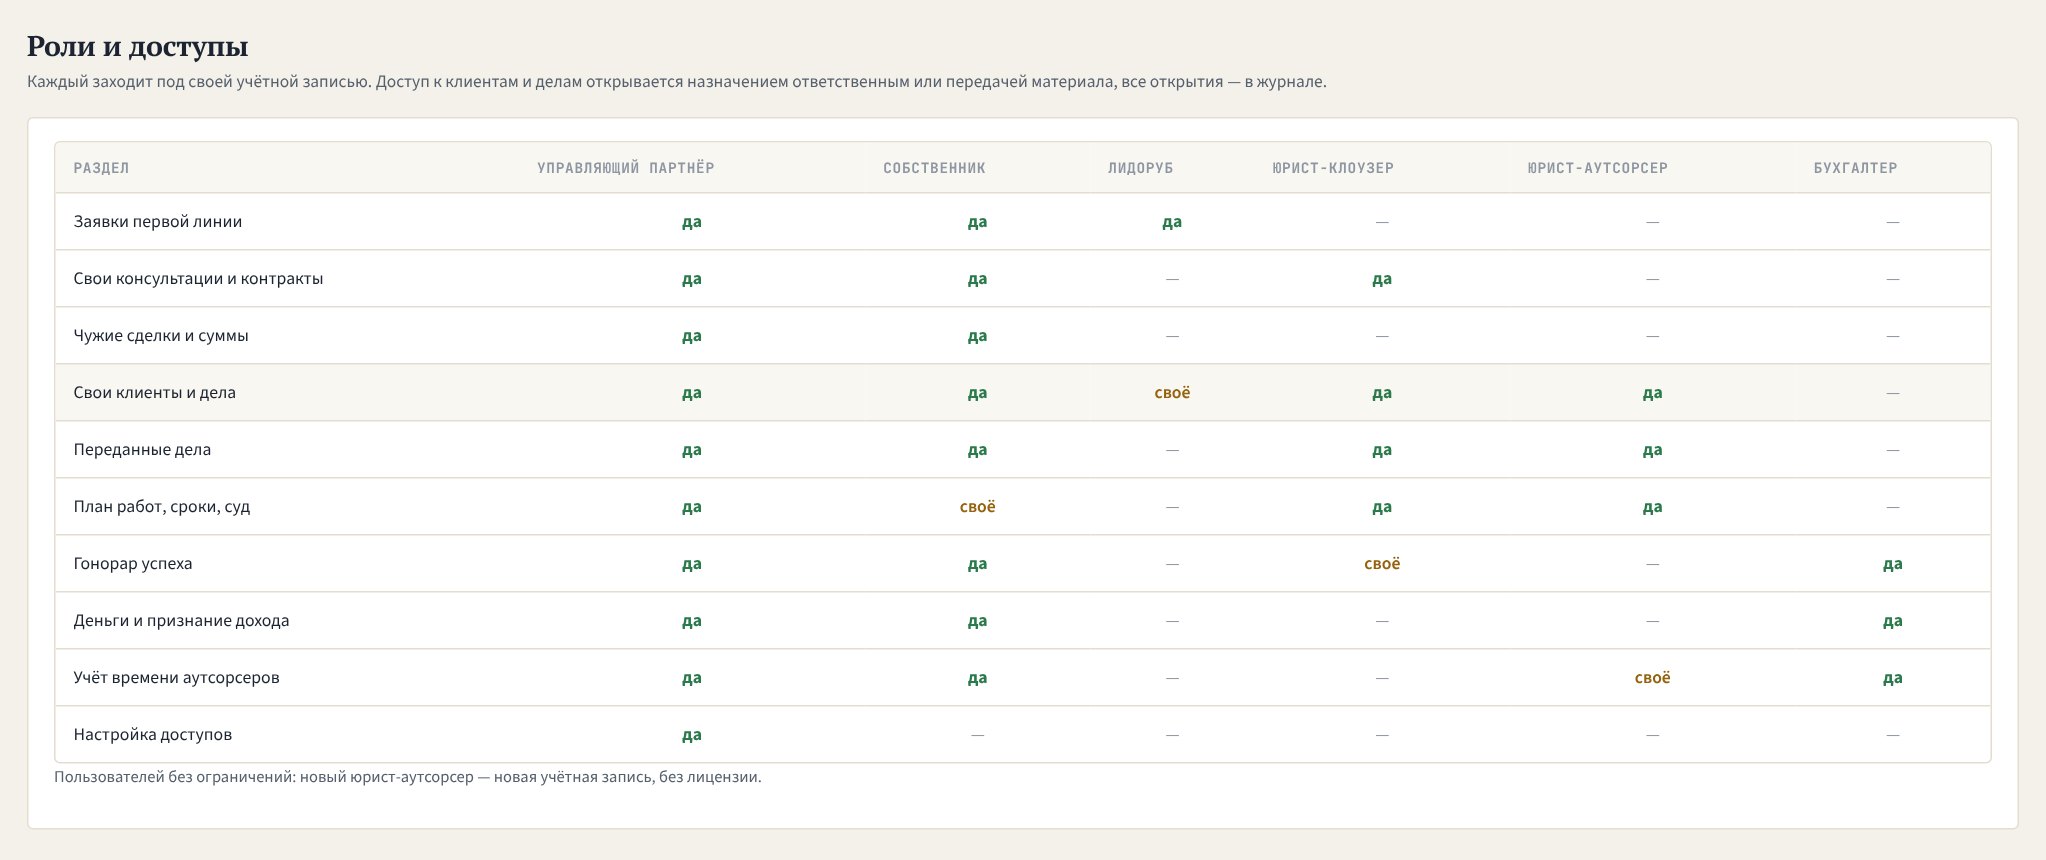 Роли и доступы
Каждый заходит под своей учётной записью. Доступ к клиентам и делам открывается назначением ответственным или передачей материала, все открытия — в журнале.
РАЗДЕЛ УПРАВЛЯЮЩИЙ ПАРТНЁР СОБСТВЕННИК ЛИДОРУБ ЮРИСТ-КЛОУЗЕР ЮРИСТ-АУТСОРСЕР БУХГАЛТЕР
Заявки первой линии да да да — — —
Свои консультации и контракты да да — да — —
Чужие сделки и суммы да да — — — —
Свои клиенты и дела да да своё да да —
Переданные дела да да — да да —
План работ, сроки, суд да своё — да да —
Гонорар успеха да да — своё — да
Деньги и признание дохода да да — — — да
Учёт времени аутсорсеров да да — — своё да
Настройка доступов да — — — — —
Пользователей без ограничений: новый юрист-аутсорсер — новая учётная запись, без лицензии.